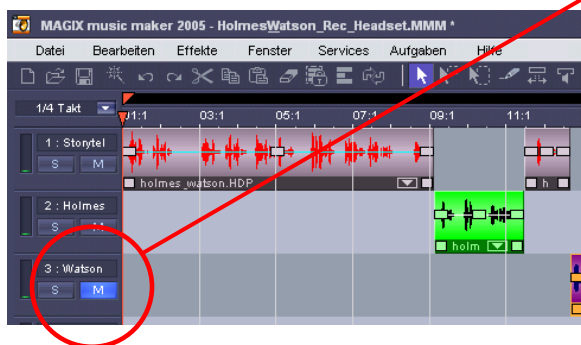 MAGIX music maker 2005 - HolmesWatson_Rec_Headset.MMM *
Datei Bearbeiten Effekte Fenster Services Aufgaben Hilfe
1/4 Takt 01:1 03:1 05:1 07:1 09:1 11:1
1 : Storytel
S M
holmes_watson.HDP h
2 : Holmes
S M
holm
3 : Watson
S M